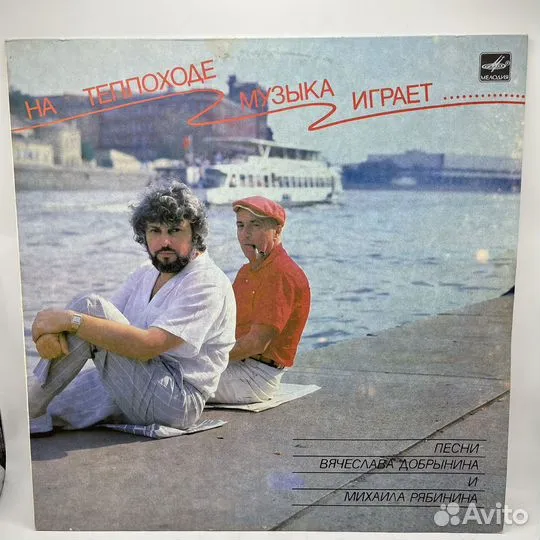 НА ТЕПЛОХОДЕ МУЗЫКА ИГРАЕТ..........
МЕЛОДИЯ
ПЕСНИ
ВЯЧЕСЛАВА ДОБРЫНИНА
И
МИХАИЛА РЯБИНИНА
Avito